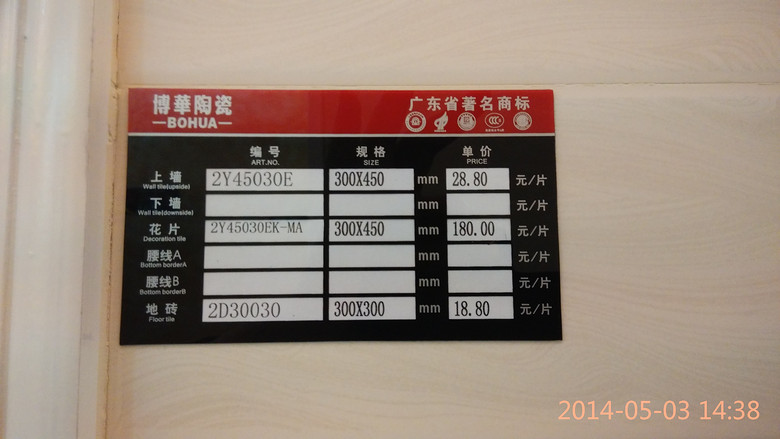 博華陶瓷 广东省著名商标
—BOHUA—
编号 规格 单价
ART.NO. SIZE PRICE
上墙 2Y45030E 300X450 mm 28.80 元/片
Wall tile(upside)
下墙 mm 元/片
Wall tile(downside)
花片 2Y45030EK-MA 300X450 mm 180.00 元/片
Decoration tile
腰线A mm 元/片
Bottom borderA
腰线B mm 元/片
Bottom borderB
地砖 2D30030 300X300 mm 18.80 元/片
Floor tile
2014-05-03 14:38